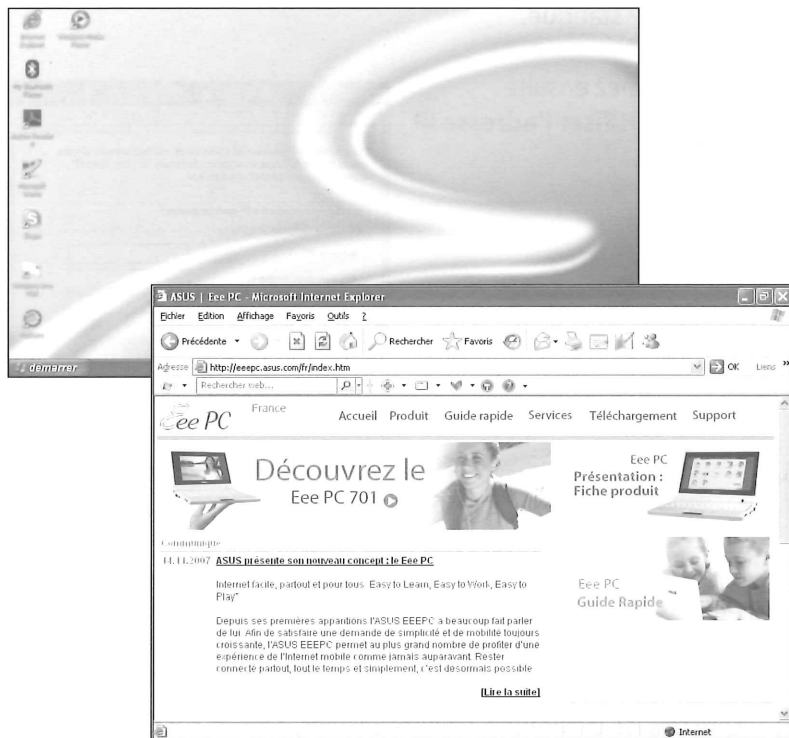 démarrer
ASUS | Eee PC - Microsoft Internet Explorer
Fichier Edition Affichage Favoris Outils ?
Précédente Rechercher Favoris
Adresse http://eeepc.asus.com/fr/index.htm OK Liens »
Rechercher web...
Eee PC France Accueil Produit Guide rapide Services Téléchargement Support
Découvrez le
Eee PC 701
Eee PC
Présentation :
Fiche produit
Communique
14.11.2007 ASUS présente son nouveau concept : le Eee PC
Internet facile, partout et pour tous. Easy to Learn, Easy to Work, Easy to
Play"
Depuis ses premières apparitions l'ASUS EEEPC a beaucoup fait parler
de lui. Afin de satisfaire une demande de simplicité et de mobilité toujours
croissante, l'ASUS EEEPC permet au plus grand nombre de profiter d'une
expérience de l'Internet mobile comme jamais auparavant. Rester
connecté partout, tout le temps et simplement, c'est désormais possible
[Lire la suite]
Eee PC
Guide Rapide
Internet